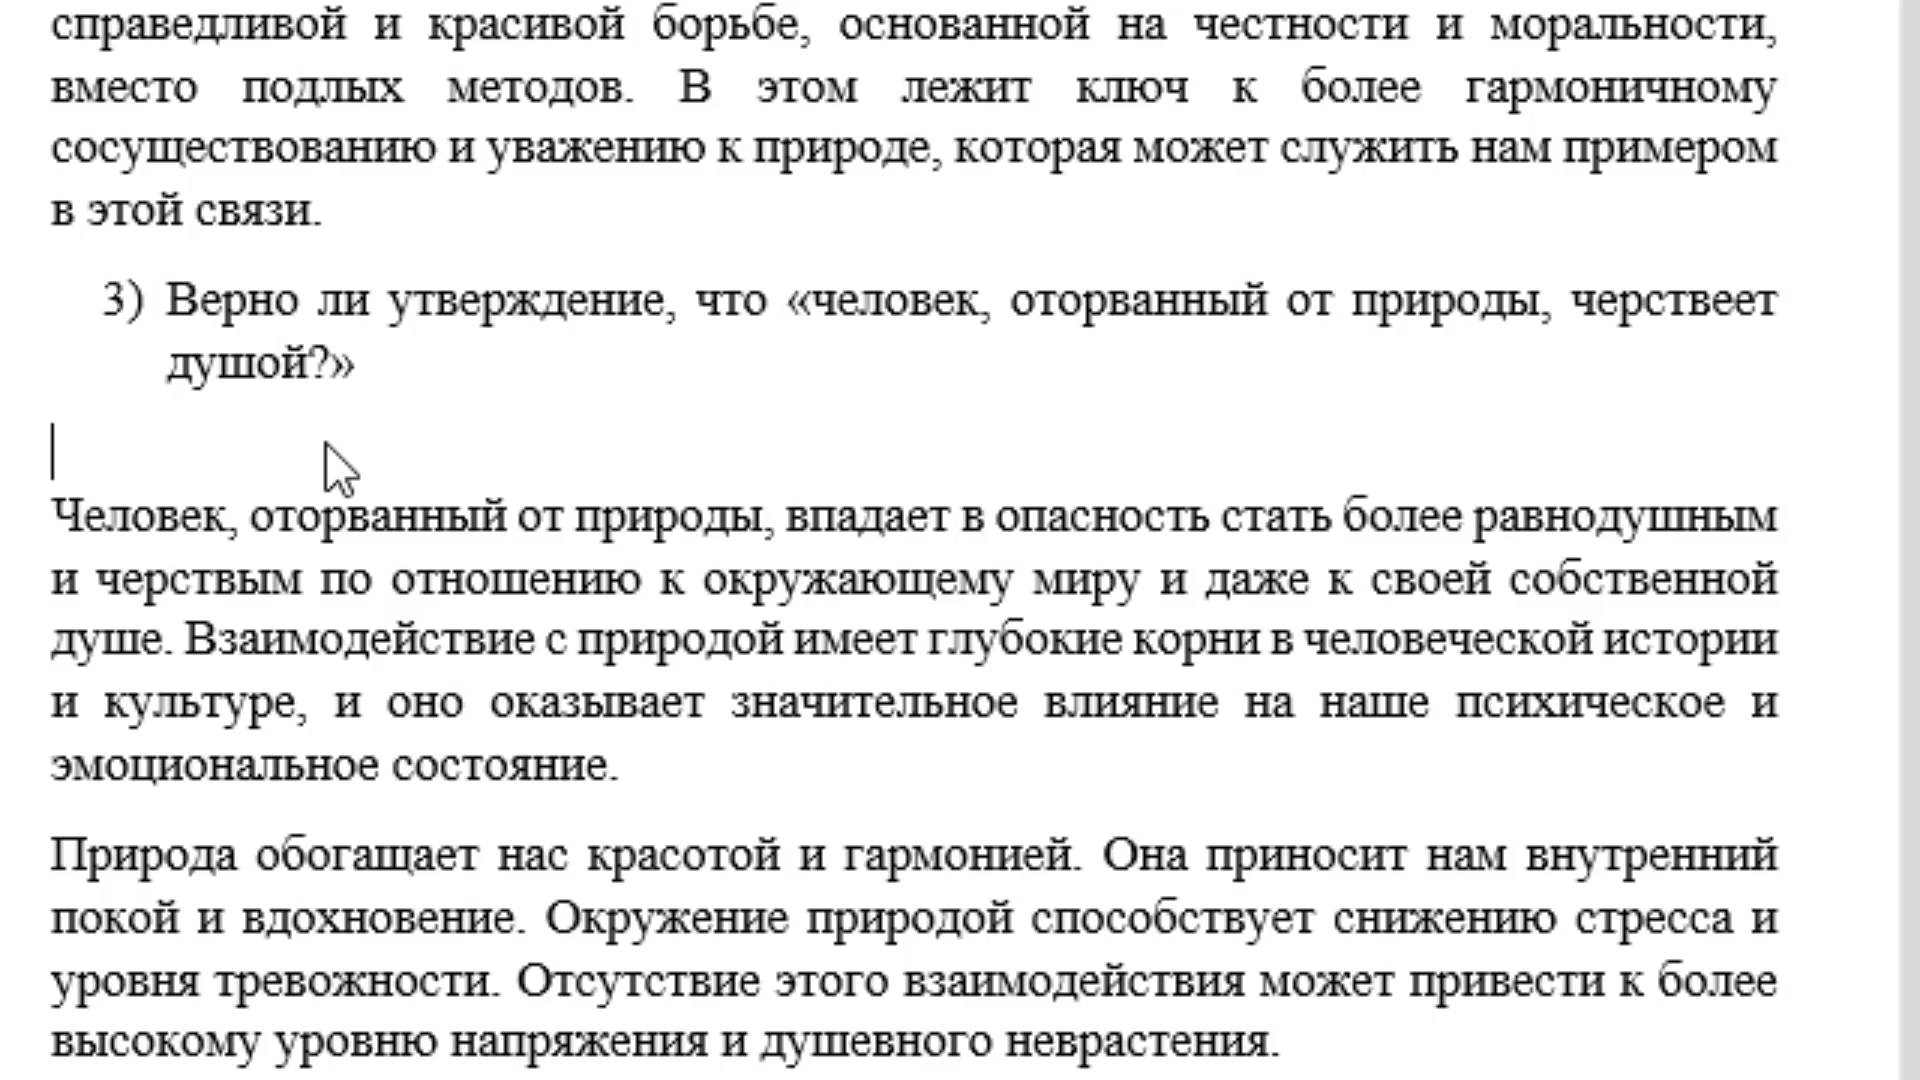 справедливой и красивой борьбе, основанной на честности и моральности,
вместо подлых методов. В этом лежит ключ к более гармоничному
сосуществованию и уважению к природе, которая может служить нам примером
в этой связи.
3) Верно ли утверждение, что «человек, оторванный от природы, черствеет
душой?»
Человек, оторванный от природы, впадает в опасность стать более равнодушным
и черствым по отношению к окружающему миру и даже к своей собственной
душе. Взаимодействие с природой имеет глубокие корни в человеческой истории
и культуре, и оно оказывает значительное влияние на наше психическое и
эмоциональное состояние.
Природа обогащает нас красотой и гармонией. Она приносит нам внутренний
покой и вдохновение. Окружение природой способствует снижению стресса и
уровня тревожности. Отсутствие этого взаимодействия может привести к более
высокому уровню напряжения и душевного неврастения.